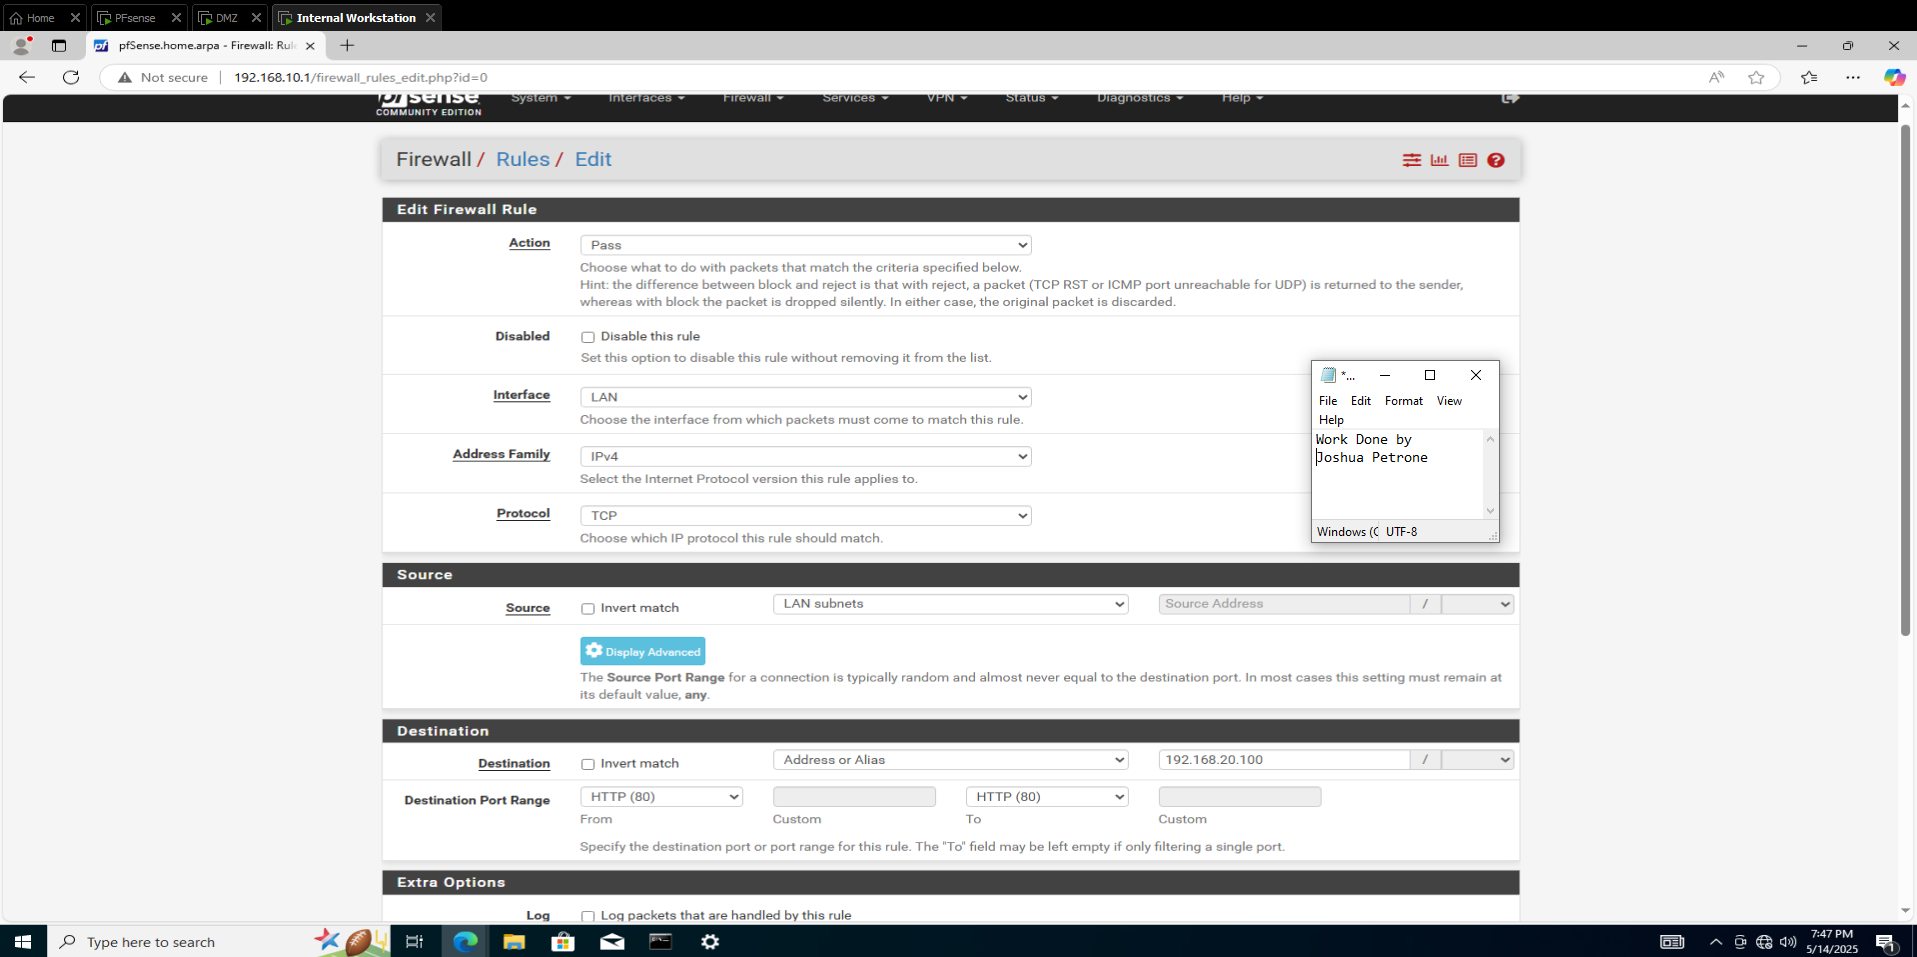 Home
PFsense
DMZ
Internal Workstation
pfSense.home.arpa - Firewall: Rul
Not secure
192.168.10.1/firewall_rules_edit.php?id=0
pfSense
COMMUNITY EDITION
System
Interfaces
Firewall
Services
VPN
Status
Diagnostics
Help
Firewall / Rules / Edit
Edit Firewall Rule
Action
Pass
Choose what to do with packets that match the criteria specified below.
Hint: the difference between block and reject is that with reject, a packet (TCP RST or ICMP port unreachable for UDP) is returned to the sender,
whereas with block the packet is dropped silently. In either case, the original packet is discarded.
Disabled
Disable this rule
Set this option to disable this rule without removing it from the list.
Interface
LAN
Choose the interface from which packets must come to match this rule.
Address Family
IPv4
Select the Internet Protocol version this rule applies to.
Protocol
TCP
Choose which IP protocol this rule should match.
*...
File Edit Format View
Help
Work Done by
Joshua Petrone
Windows (C
UTF-8
Source
Source
Invert match
LAN subnets
Source Address
/
Display Advanced
The Source Port Range for a connection is typically random and almost never equal to the destination port. In most cases this setting must remain at
its default value, any.
Destination
Destination
Invert match
Address or Alias
192.168.20.100
/
Destination Port Range
HTTP (80)
HTTP (80)
From
Custom
To
Custom
Specify the destination port or port range for this rule. The "To" field may be left empty if only filtering a single port.
Extra Options
Log
Log packets that are handled by this rule
Type here to search
7:47 PM
5/14/2025
1